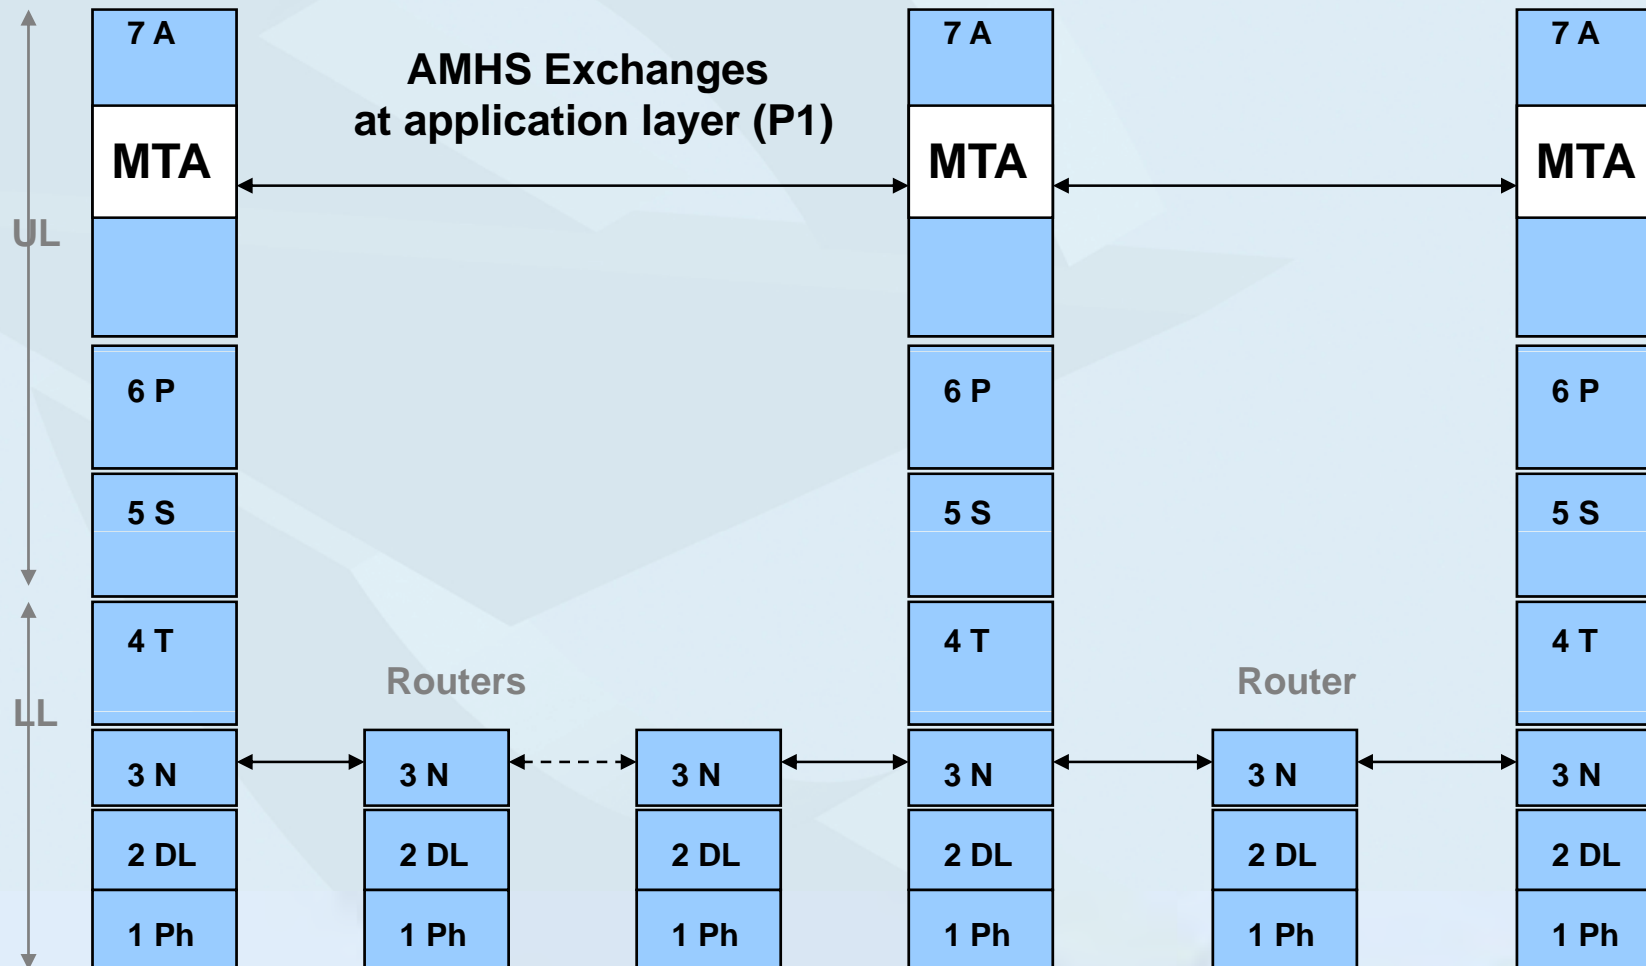 7 A
7 A
7 A
AMHS Exchanges
at application layer (P1)
MTA
MTA
MTA
UL
6 P
6 P
6 P
5 S
5 S
5 S
4 T
4 T
4 T
Routers
Router
LL
3 N
3 N
3 N
3 N
3 N
3 N
2 DL
2 DL
2 DL
2 DL
2 DL
2 DL
1 Ph
1 Ph
1 Ph
1 Ph
1 Ph
1 Ph